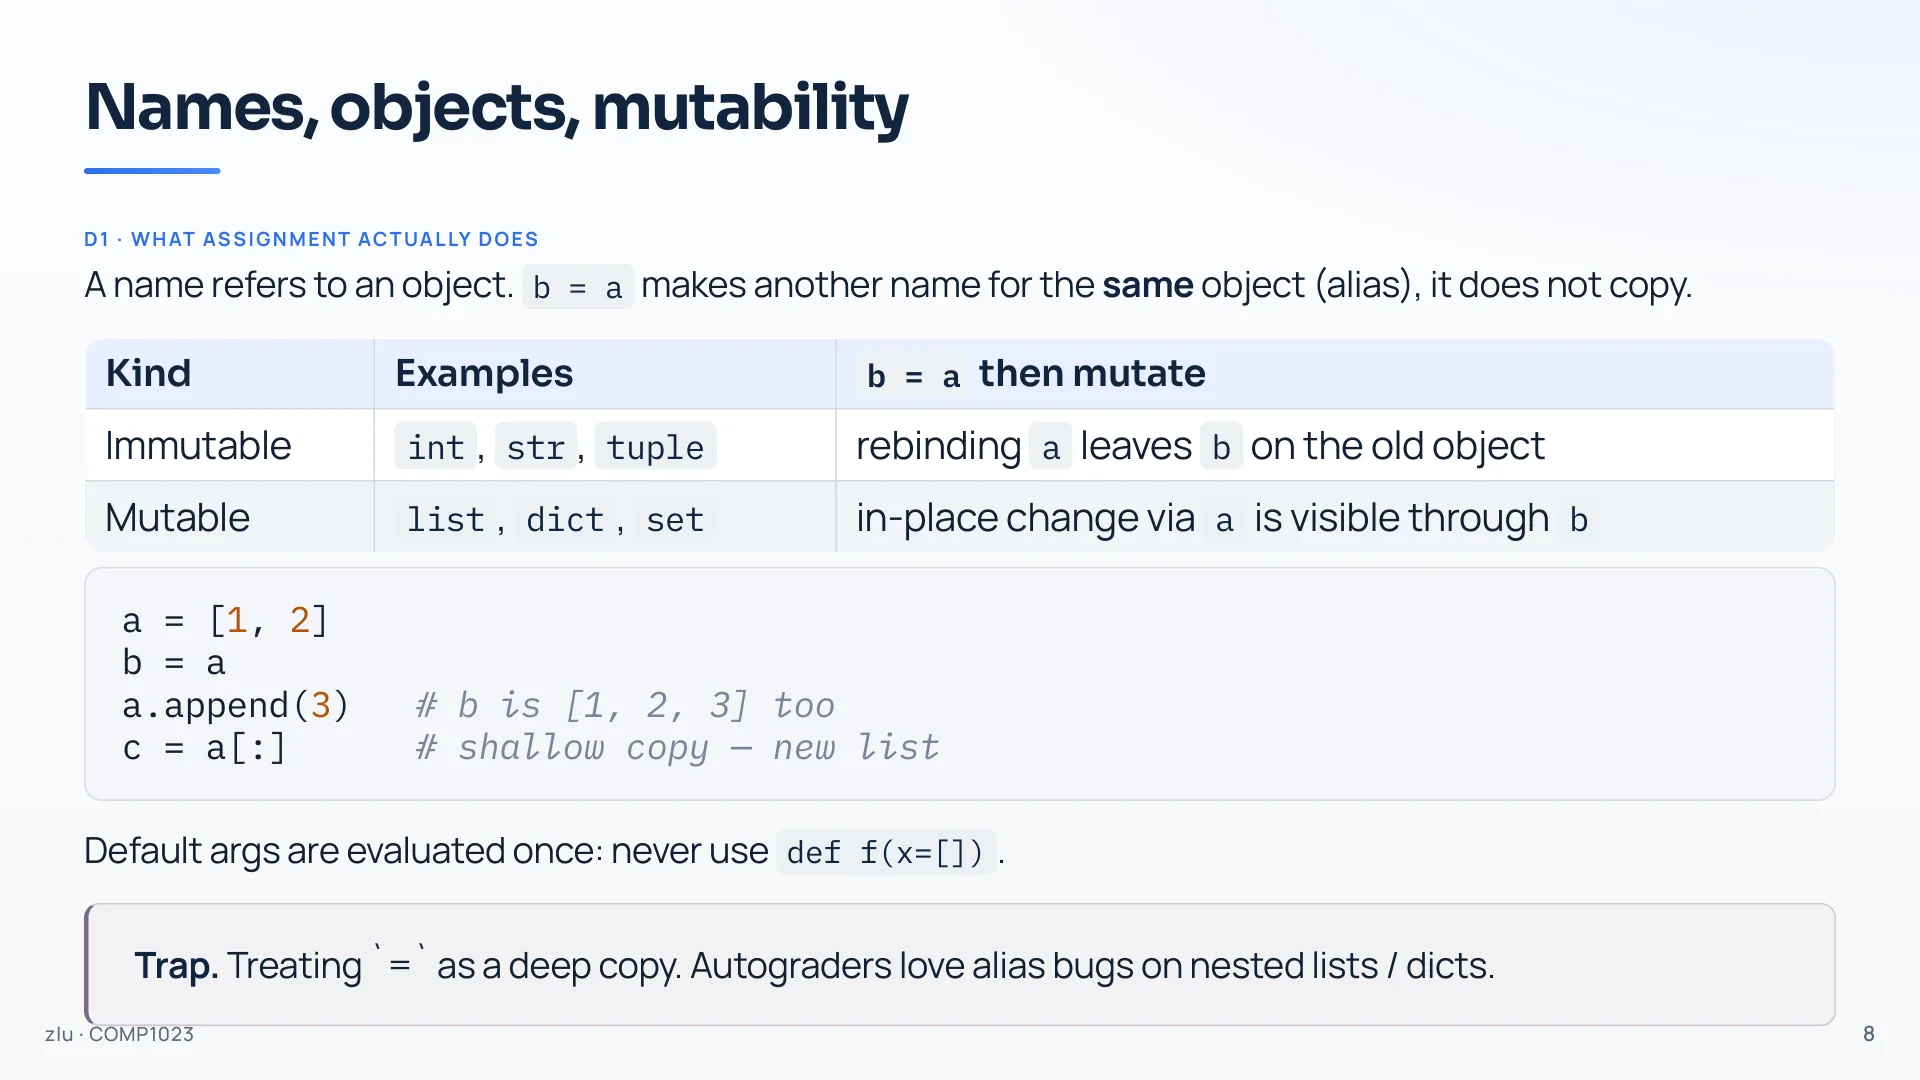 Names, objects, mutability
D1 · WHAT ASSIGNMENT ACTUALLY DOES
A name refers to an object. b = a makes another name for the same object (alias), it does not copy.
Kind Examples b = a then mutate
Immutable int, str, tuple rebinding a leaves b on the old object
Mutable list, dict, set in-place change via a is visible through b
a = [1, 2]
b = a
a.append(3)   # b is [1, 2, 3] too
c = a[:]      # shallow copy — new list
Default args are evaluated once: never use def f(x=[]).
Trap. Treating `=` as a deep copy. Autograders love alias bugs on nested lists / dicts.
zlu · COMP1023
8